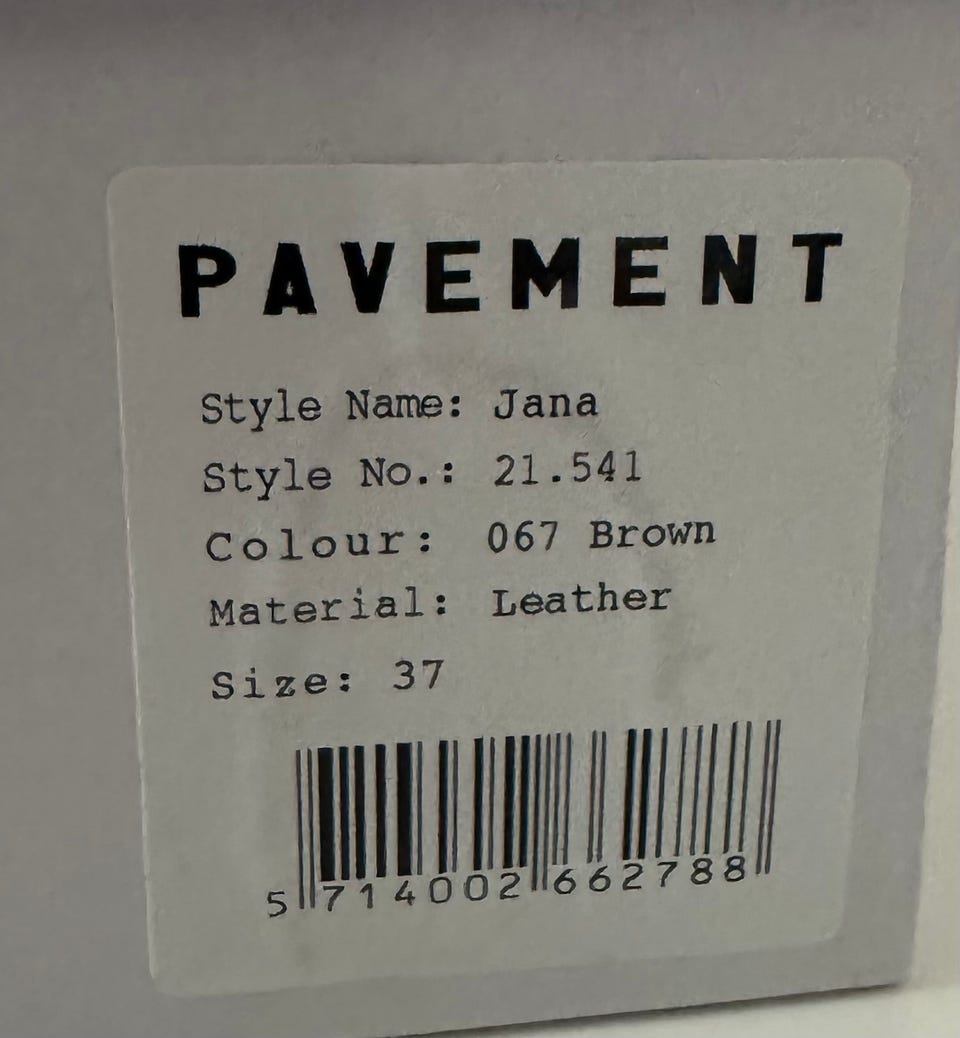 PAVEMENT
Style Name: Jana
Style No.: 21.541
Colour: 067 Brown
Material: Leather
Size: 37
5 714002 662788